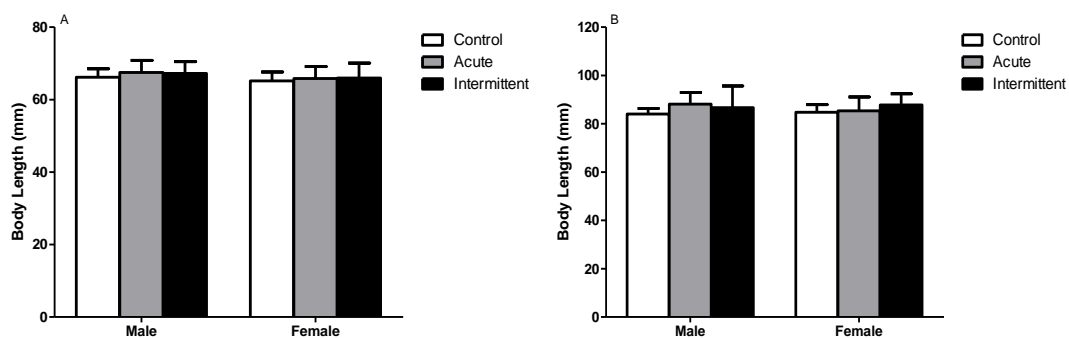 A
Body Length (mm)
80
60
40
20
0
Male
Female
Control
Acute
Intermittent
B
Body Length (mm)
120
100
80
60
40
20
0
Male
Female
Control
Acute
Intermittent